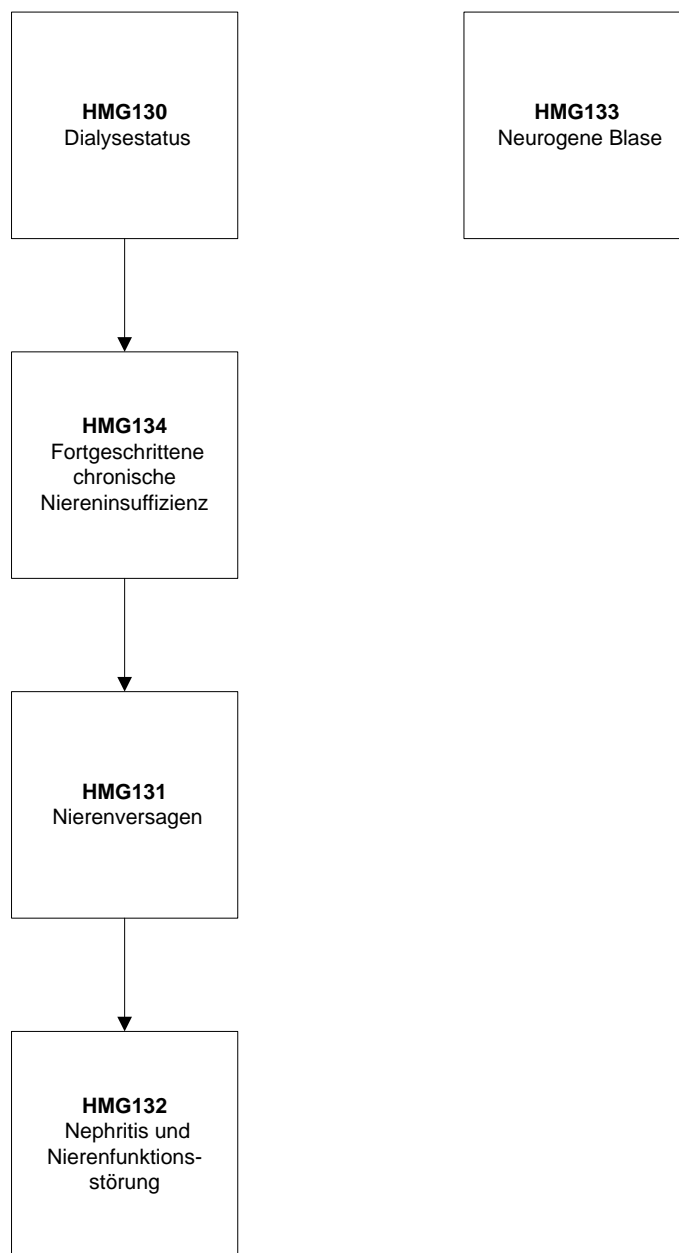 HMG130
Dialysestatus
HMG133
Neurogene Blase
HMG134
Fortgeschrittene
chronische
Niereninsuffizienz
HMG131
Nierenversagen
HMG132
Nephritis und
Nierenfunktions-
störung